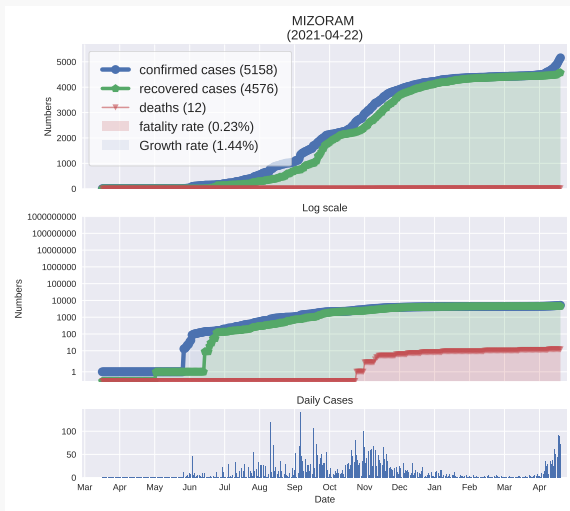 MIZORAM
(2021-04-22)
confirmed cases (5158)
recovered cases (4576)
deaths (12)
fatality rate (0.23%)
Growth rate (1.44%)
Numbers
5000
4000
3000
2000
1000
0
Log scale
Numbers
1000000000
100000000
10000000
1000000
100000
10000
1000
100
10
1
Daily Cases
100
50
0
Mar Apr May Jun Jul Aug Sep Oct Nov Dec Jan Feb Mar Apr
Date